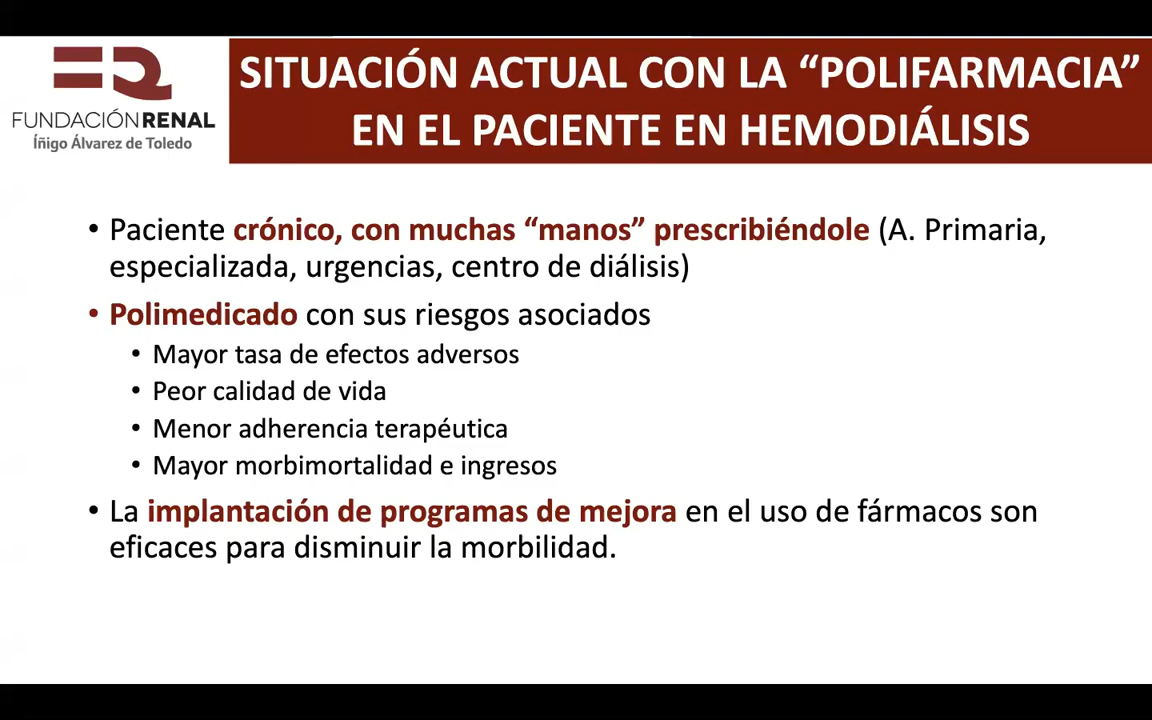 FUNDACIÓNRENAL
Íñigo Álvarez de Toledo
SITUACIÓN ACTUAL CON LA “POLIFARMACIA”
EN EL PACIENTE EN HEMODIÁLISIS
• Paciente crónico, con muchas “manos” prescribiéndole (A. Primaria,
especializada, urgencias, centro de diálisis)
• Polimedicado con sus riesgos asociados
• Mayor tasa de efectos adversos
• Peor calidad de vida
• Menor adherencia terapéutica
• Mayor morbimortalidad e ingresos
• La implantación de programas de mejora en el uso de fármacos son
eficaces para disminuir la morbilidad.